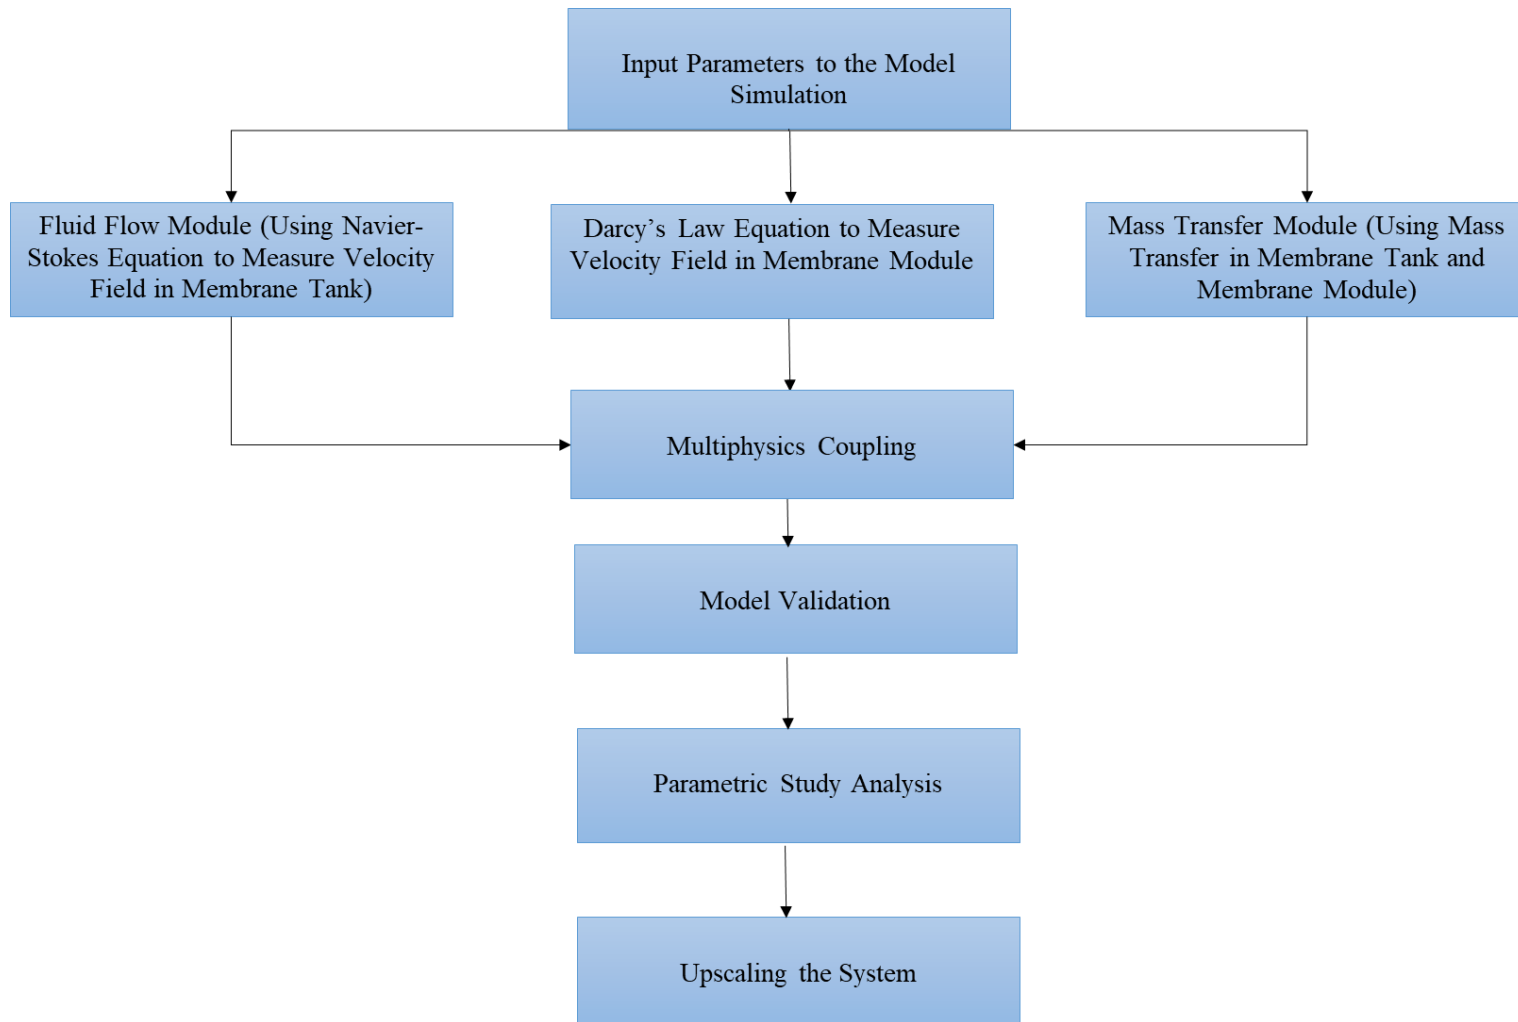 Input Parameters to the Model
Simulation
Fluid Flow Module (Using Navier-
Stokes Equation to Measure Velocity
Field in Membrane Tank)
Darcy’s Law Equation to Measure
Velocity Field in Membrane Module
Mass Transfer Module (Using Mass
Transfer in Membrane Tank and
Membrane Module)
Multiphysics Coupling
Model Validation
Parametric Study Analysis
Upscaling the System